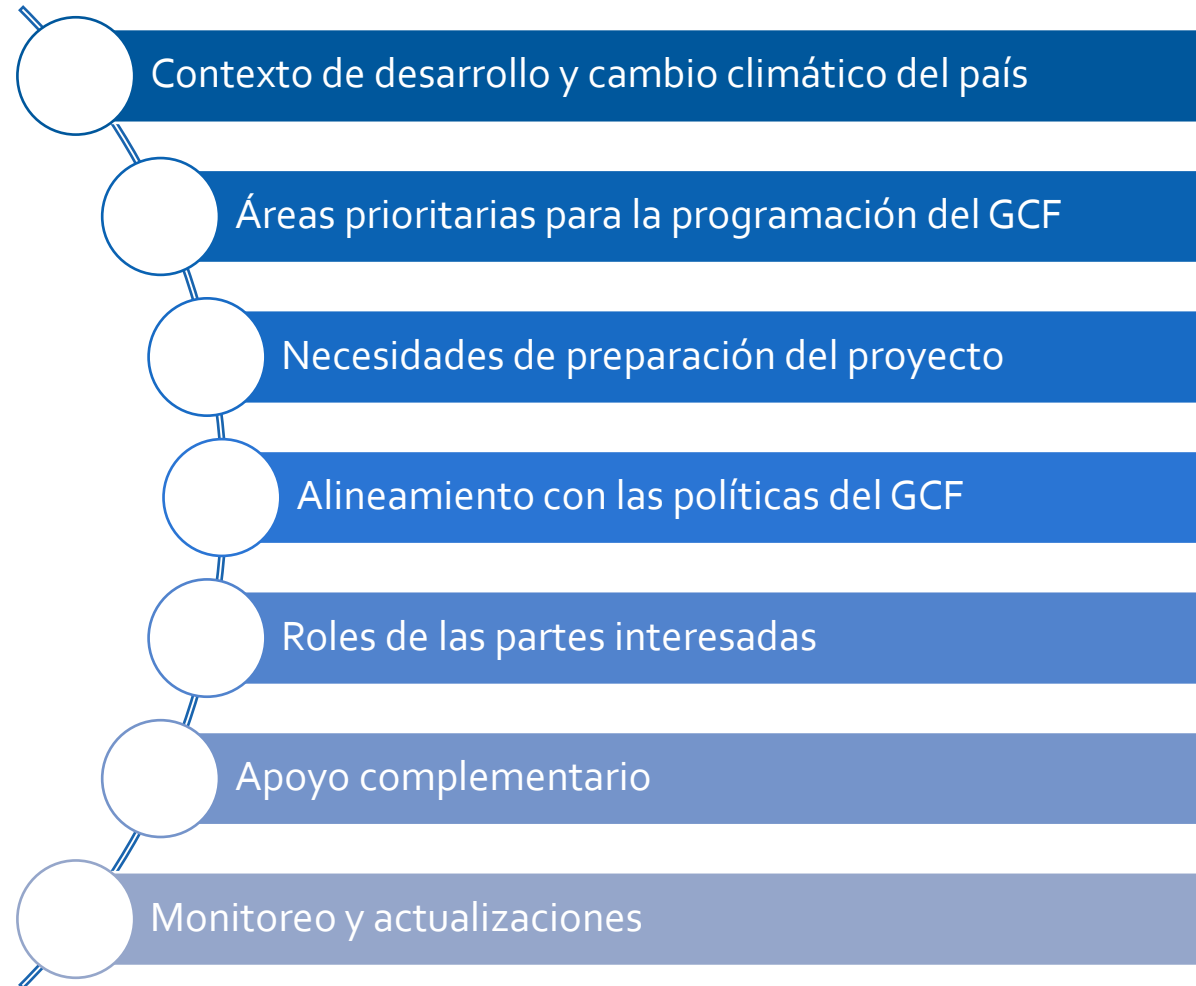 Contexto de desarrollo y cambio climático del país
Áreas prioritarias para la programación del GCF
Necesidades de preparación del proyecto
Alineamiento con las políticas del GCF
Roles de las partes interesadas
Apoyo complementario
Monitoreo y actualizaciones